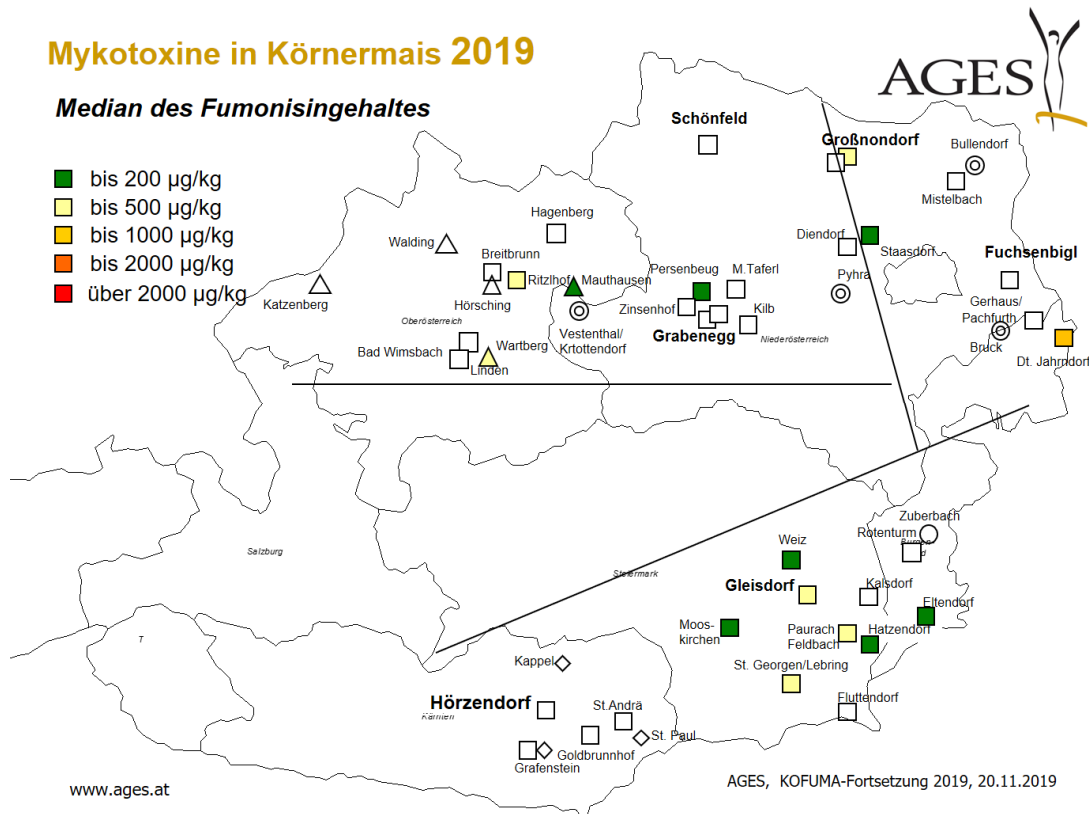 Mykotoxine in Körnermais 2019
AGES
Median des Fumonisingehaltes
bis 200 µg/kg
bis 500 µg/kg
bis 1000 µg/kg
bis 2000 µg/kg
über 2000 µg/kg
Schönfeld
Großnondorf
Bullendorf
Mistelbach
Hagenberg
Walding
Breitbrunn
Diendorf
Staasdorf
Fuchsenbigl
Katzenberg
Ritzlhof
Mauthausen
Persenbeug
M.Taferl
Pyhra
Hörsching
Zinsenhof
Kilb
Gerhaus/
Pachfurth
Oberösterreich
Vestenthal/
Krtottendorf
Grabenegg
Niederösterreich
Bruck
Bad Wimsbach
Wartberg
Linden
Dt. Jahrndorf
Zuberbach
Rotenturm
Salzburg
Weiz
Steiermark
Gleisdorf
Kalsdorf
Eltendorf
Moos-
kirchen
Paurach
Feldbach
Hatzendorf
T
Kappel
St. Georgen/Lebring
Hörzendorf
Kärnten
St.Andrä
Fluttendorf
St. Paul
Goldbrunnhof
Grafenstein
www.ages.at
AGES, KOFUMA-Fortsetzung 2019, 20.11.2019